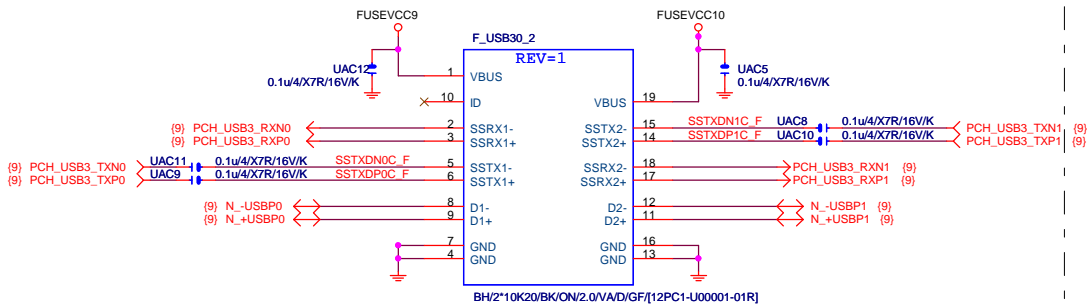 FUSEVCC9 FUSEVCC10
F_USB30_2
REV=1
UAC12 0.1u/4/X7R/16V/K
UAC5 0.1u/4/X7R/16V/K
1 VBUS
10 ID
VBUS 19
{9} PCH_USB3_RXN0 2 SSRX1-
{9} PCH_USB3_RXP0 3 SSRX1+
SSTX2- 15 SSTXDN1C_F UAC8 0.1u/4/X7R/16V/K PCH_USB3_TXN1 {9}
SSTX2+ 14 SSTXDP1C_F UAC10 0.1u/4/X7R/16V/K PCH_USB3_TXP1 {9}
{9} PCH_USB3_TXN0 UAC11 0.1u/4/X7R/16V/K SSTXDN0C_F 5 SSTX1-
{9} PCH_USB3_TXP0 UAC9 0.1u/4/X7R/16V/K SSTXDP0C_F 6 SSTX1+
SSRX2- 18 PCH_USB3_RXN1 {9}
SSRX2+ 17 PCH_USB3_RXP1 {9}
{9} N_-USBP0 8 D1-
{9} N_+USBP0 9 D1+
D2- 12 N_-USBP1 {9}
D2+ 11 N_+USBP1 {9}
7 GND GND 16
4 GND GND 13
BH/2*10K20/BK/ON/2.0/VA/D/GF/[12PC1-U00001-01R]